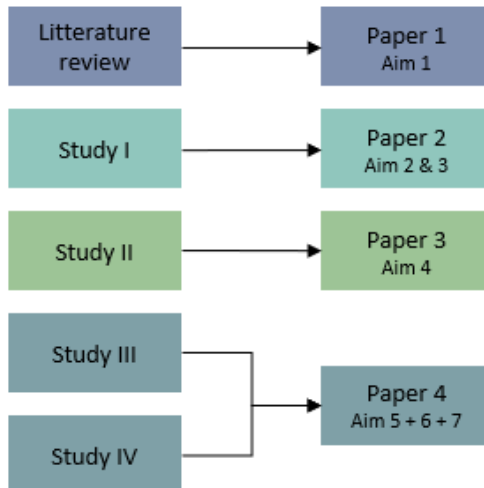 Litterature
review
Paper 1
Aim 1
Study I
Paper 2
Aim 2 & 3
Study II
Paper 3
Aim 4
Study III
Study IV
Paper 4
Aim 5 + 6 + 7